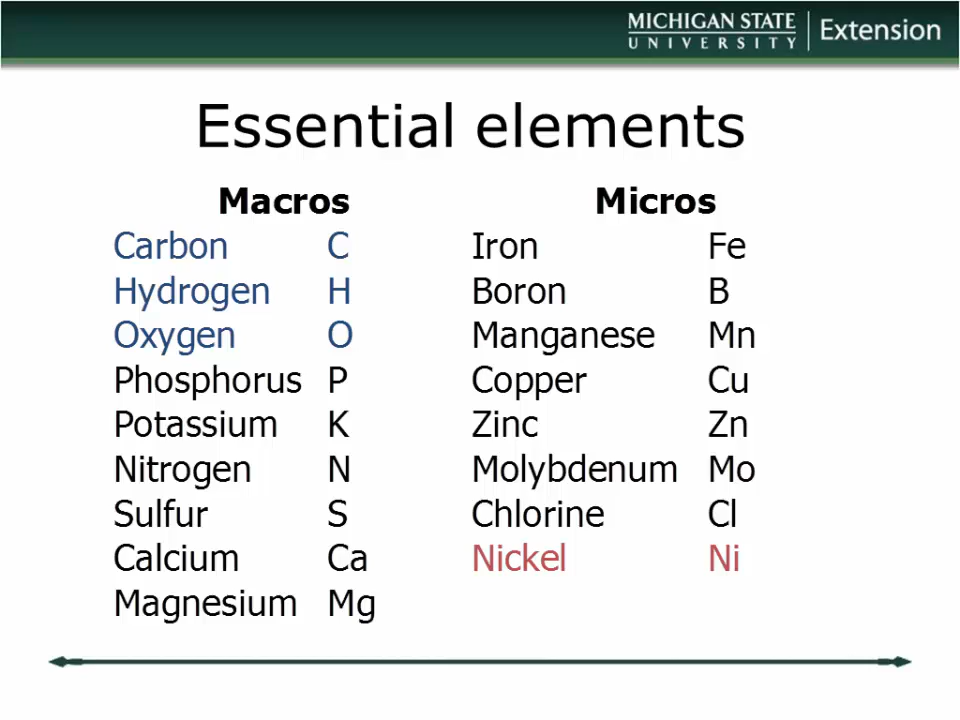 MICHIGAN STATE
UNIVERSITY
Extension
Essential elements
Macros
Carbon C
Hydrogen H
Oxygen O
Phosphorus P
Potassium K
Nitrogen N
Sulfur S
Calcium Ca
Magnesium Mg
Micros
Iron Fe
Boron B
Manganese Mn
Copper Cu
Zinc Zn
Molybdenum Mo
Chlorine Cl
Nickel Ni